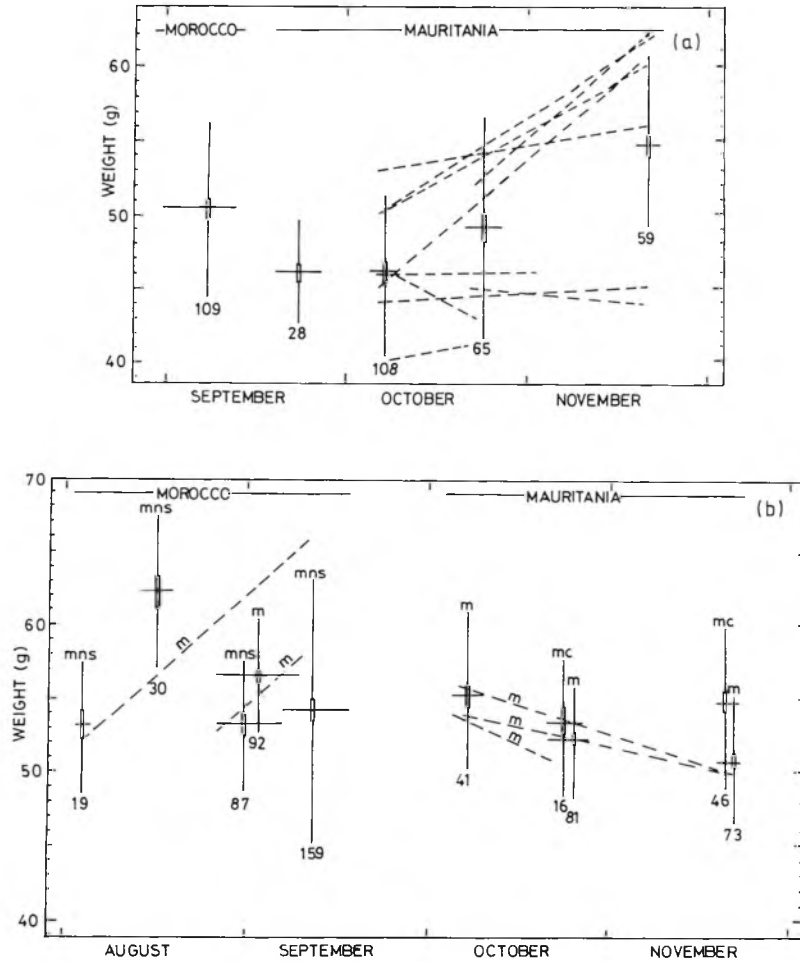 MOROCCO MAURITANIA (a)
60
50
40
WEIGHT (g)
109
28
108
65
59
SEPTEMBER OCTOBER NOVEMBER
70
60
50
40
WEIGHT (g)
MOROCCO MAURITANIA (b)
mns
mns
mns
m
mns
m
m
m
mc
m
mc
m
m
m
m
19
30
87
92
159
41
16
81
46
73
AUGUST SEPTEMBER OCTOBER NOVEMBER